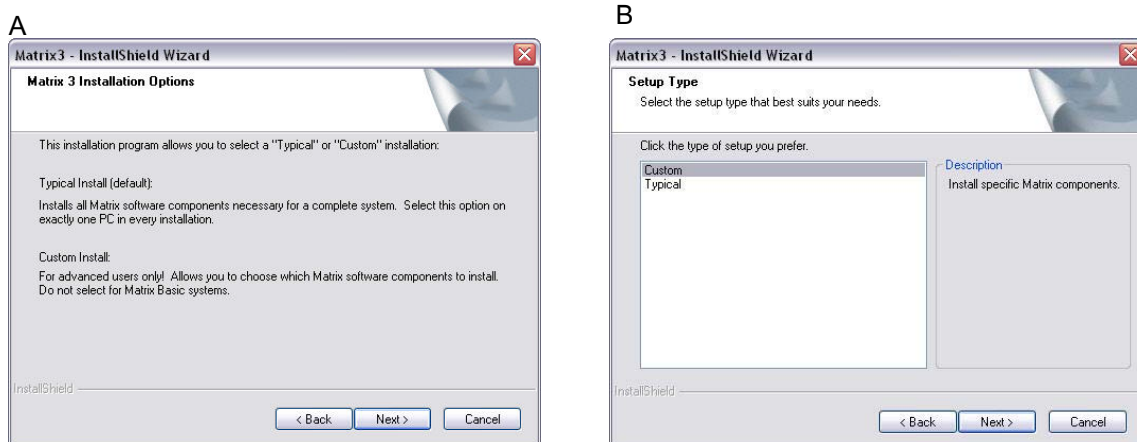 A
Matrix3 - InstallShield Wizard
Matrix 3 Installation Options
This installation program allows you to select a "Typical" or "Custom" installation:
Typical Install (default):
Installs all Matrix software components necessary for a complete system. Select this option on
exactly one PC in every installation.
Custom Install:
For advanced users only! Allows you to choose which Matrix software components to install.
Do not select for Matrix Basic systems.
InstallShield
< Back
Next >
Cancel
B
Matrix3 - InstallShield Wizard
Setup Type
Select the setup type that best suits your needs.
Click the type of setup you prefer.
Custom
Typical
Description
Install specific Matrix components.
InstallShield
< Back
Next >
Cancel